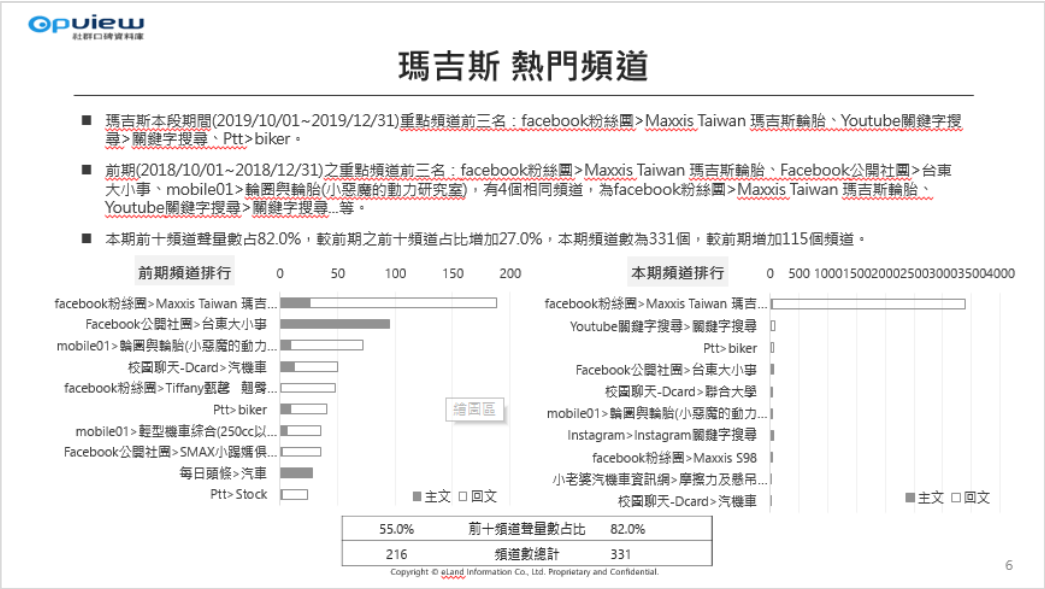 OpView
社群口碑資料庫
瑪吉斯 熱門頻道
■ 瑪吉斯本段期間(2019/10/01~2019/12/31)重點頻道前三名：facebook粉絲團>Maxxis Taiwan 瑪吉斯輪胎、Youtube關鍵字搜
尋>關鍵字搜尋、Ptt>biker。
■ 前期(2018/10/01~2018/12/31)之重點頻道前三名：facebook粉絲團>Maxxis Taiwan 瑪吉斯輪胎、Facebook公開社團>台東
大小事、mobile01>輪圈與輪胎(小惡魔的動力研究室)，有4個相同頻道，為facebook粉絲團>Maxxis Taiwan 瑪吉斯輪胎、
Youtube關鍵字搜尋>關鍵字搜尋...等。
■ 本期前十頻道聲量數占82.0%，較前期之前十頻道占比增加27.0%，本期頻道數為331個，較前期增加115個頻道。
前期頻道排行
0 50 100 150 200
facebook粉絲團>Maxxis Taiwan 瑪吉...
Facebook公開社團>台東大小事
mobile01>輪圈與輪胎(小惡魔的動力...
校園聊天-Dcard>汽機車
facebook粉絲團>Tiffany甄蓁 翹臀...
Ptt>biker
mobile01>輕型機車綜合(250cc以...
Facebook公開社團>SMAX小踢媽俱...
每日頭條>汽車
Ptt>Stock
■主文 □回文
繪圖區
本期頻道排行
0 500 1000 1500 2000 2500 3000 3500 4000
facebook粉絲團>Maxxis Taiwan 瑪吉...
Youtube關鍵字搜尋>關鍵字搜尋
Ptt>biker
Facebook公開社團>台東大小事
校園聊天-Dcard>聯合大學
mobile01>輪圈與輪胎(小惡魔的動力...
Instagram>Instagram關鍵字搜尋
facebook粉絲團>Maxxis S98
小老婆汽機車資訊網>摩擦力及懸吊...
校園聊天-Dcard>汽機車
■主文 □回文
55.0% 前十頻道聲量數占比 82.0%
216 頻道數總計 331
Copyright © eLand Information Co., Ltd. Proprietary and Confidential.
6